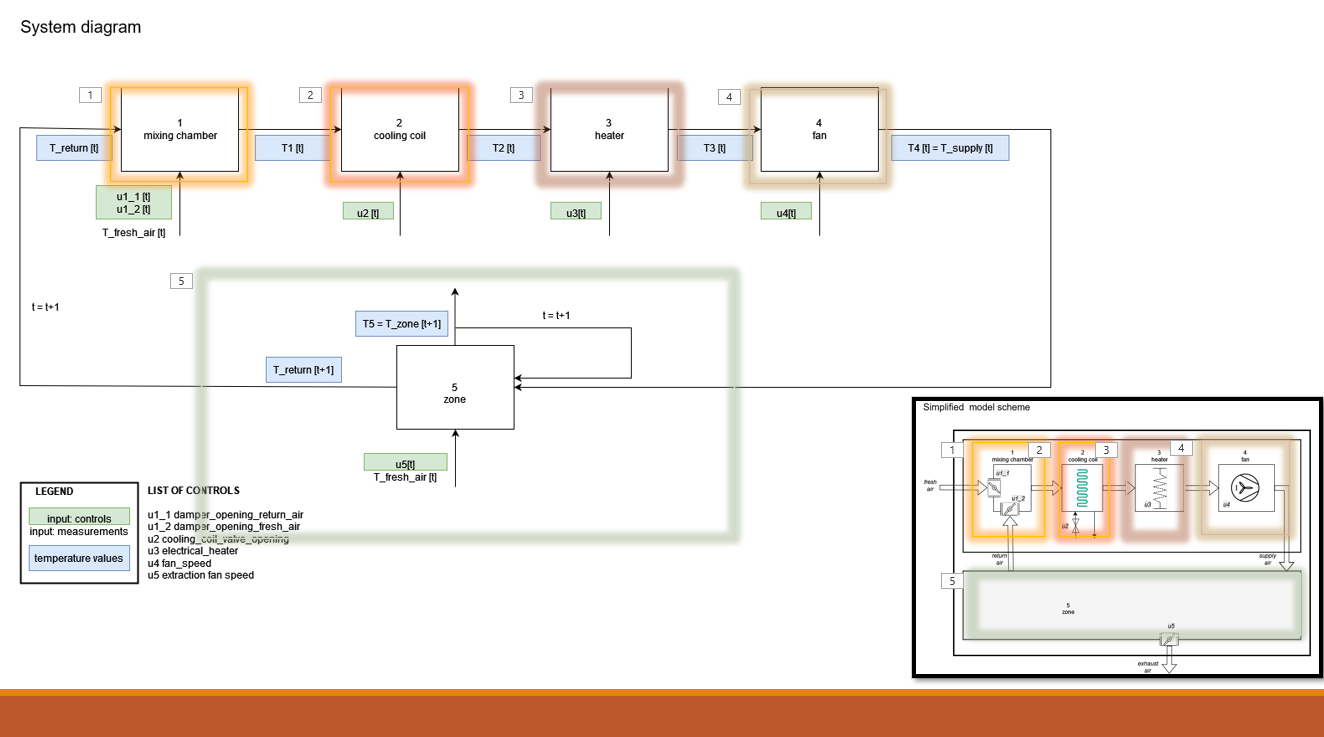 System diagram
1
2
3
4
1
mixing chamber
2
cooling coil
3
heater
4
fan
T_return [t]
T1 [t]
T2 [t]
T3 [t]
T4 [t] = T_supply [t]
u1_1 [t]
u1_2 [t]
T_fresh_air [t]
u2 [t]
u3[t]
u4[t]
5
t = t+1
T5 = T_zone [t+1]
t = t+1
T_return [t+1]
5
zone
u5[t]
T_fresh_air [t]
LEGEND
input: controls
input: measurements
temperature values
LIST OF CONTROLS
u1_1 damper_opening_return_air
u1_2 damper_opening_fresh_air
u2 cooling_coil_valve_opening
u3 electrical_heater
u4 fan_speed
u5 extraction fan speed
Simplified model scheme
1
2
3
4
1
mixing chamber
2
cooling coil
3
heater
4
fan
fresh
air
u1_1
u1_2
u2
u3
u4
return
air
supply
air
5
5
zone
u5
exhaust
air